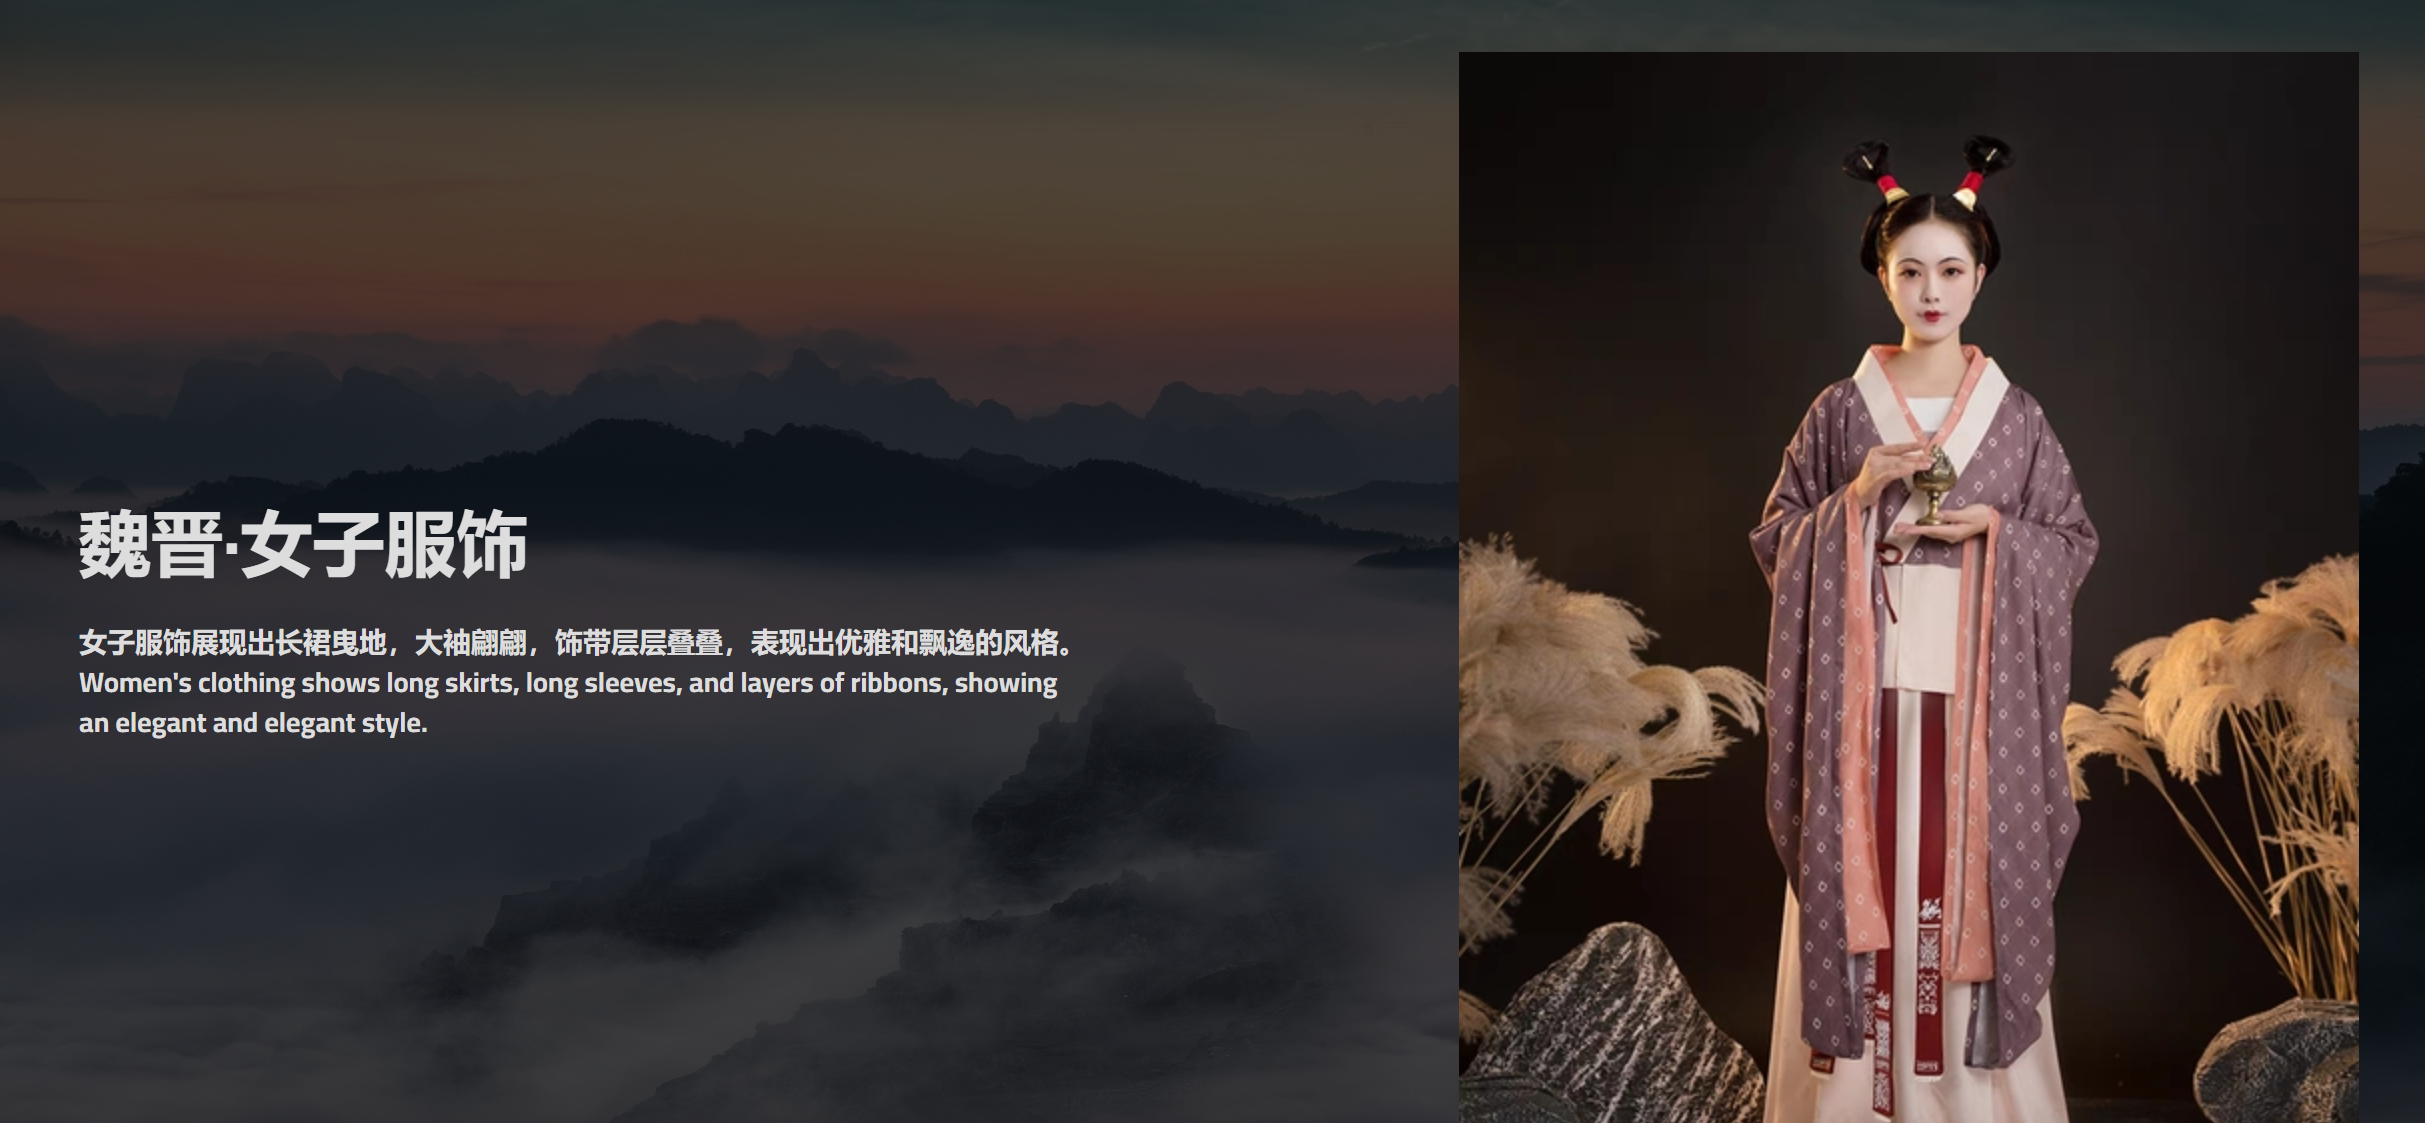 魏晋·女子服饰
女子服饰展现出长裙曳地，大袖翩翩，饰带层层叠叠，表现出优雅和飘逸的风格。
Women's clothing shows long skirts, long sleeves, and layers of ribbons, showing
an elegant and elegant style.